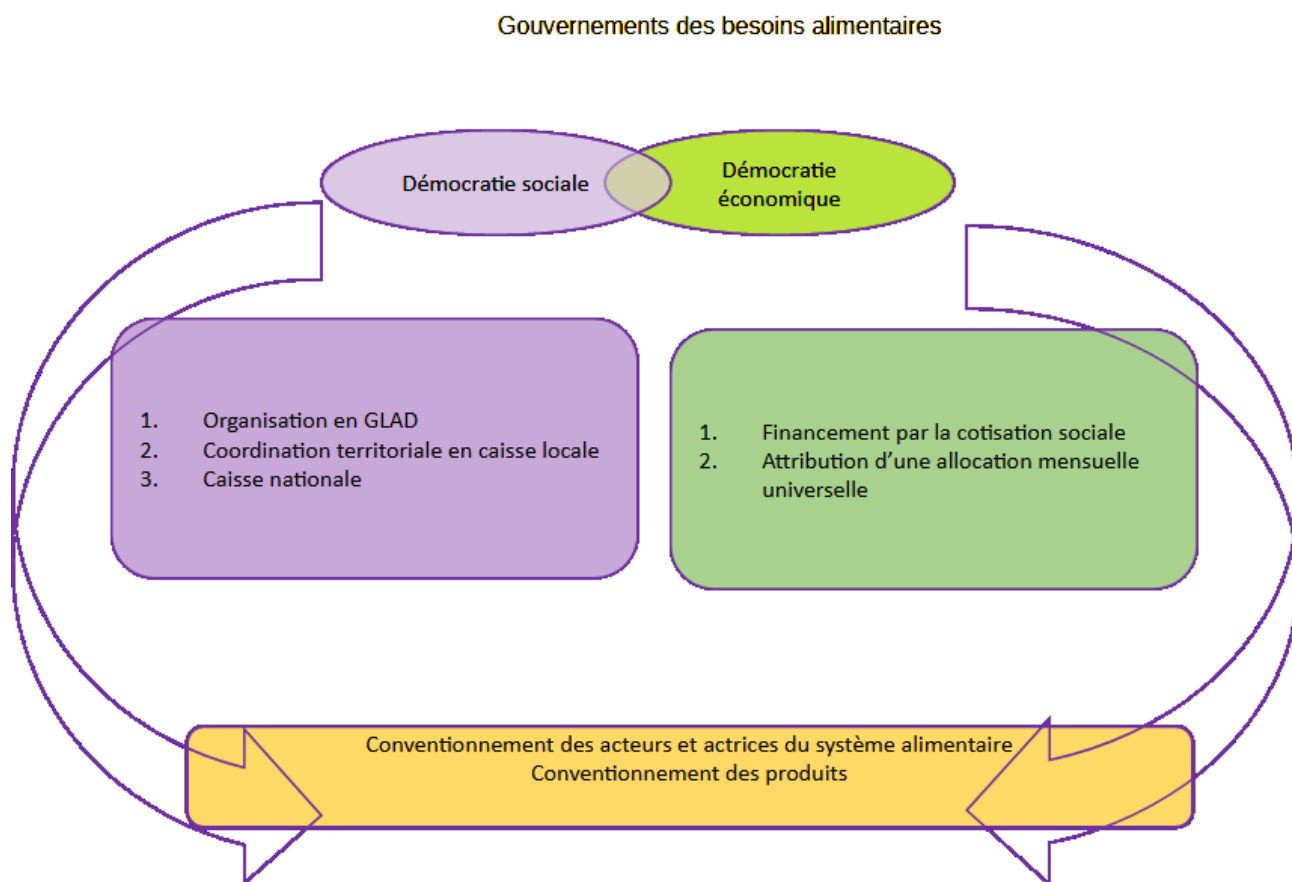 Gouvernements des besoins alimentaires
Démocratie sociale
Démocratie
économique
1. Organisation en GLAD
2. Coordination territoriale en caisse locale
3. Caisse nationale
1. Financement par la cotisation sociale
2. Attribution d’une allocation mensuelle
universelle
Conventionnement des acteurs et actrices du système alimentaire
Conventionnement des produits